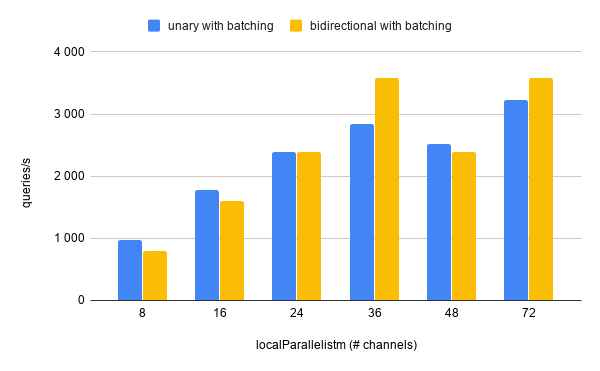 unary with batching bidirectional with batching
4 000
3 000
2 000
1 000
0
queries/s
8 16 24 36 48 72
localParallelistm (# channels)